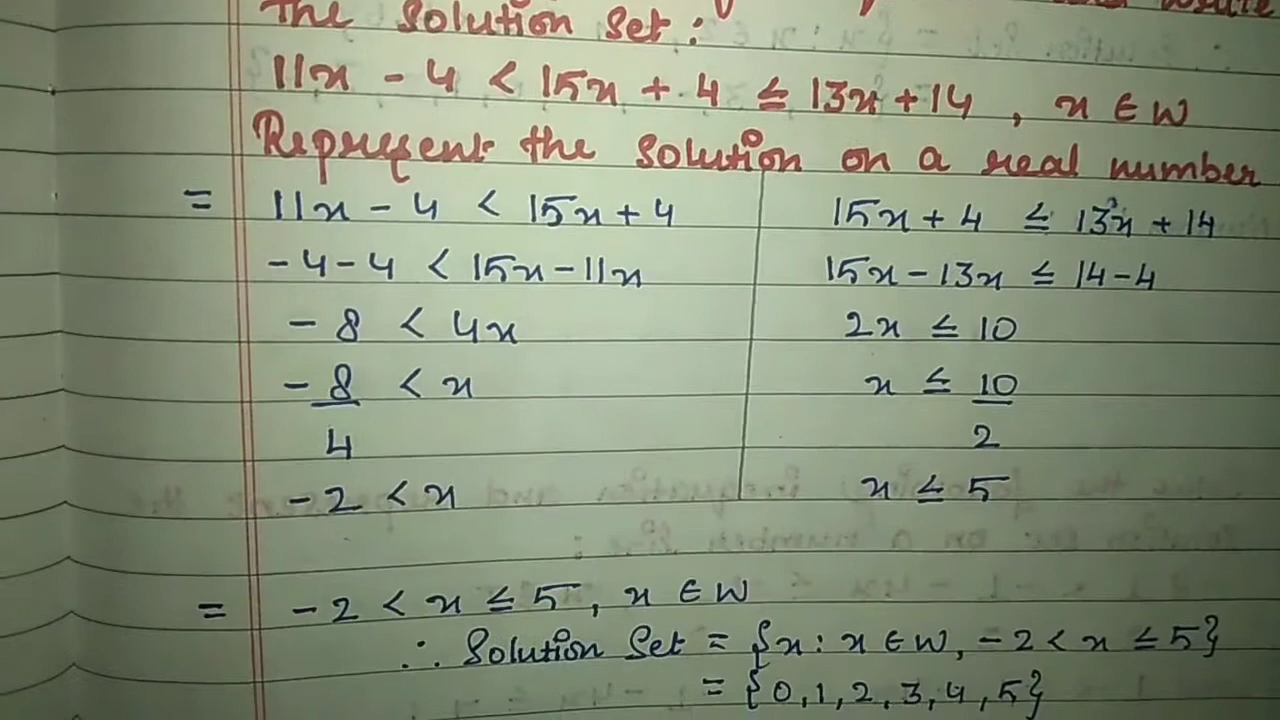 The Solution Set :
11x - 4 < 15x + 4 ≤ 13x + 14 , x ∈ W
Represent the solution on a real number
= 11x - 4 < 15x + 4
-4 - 4 < 15x - 11x
-8 < 4x
-8/4 < x
-2 < x
15x + 4 ≤ 13x + 14
15x - 13x ≤ 14 - 4
2x ≤ 10
x ≤ 10/2
x ≤ 5
= -2 < x ≤ 5, x ∈ W
∴ Solution Set = {x : x ∈ W, -2 < x ≤ 5}
= {0, 1, 2, 3, 4, 5}